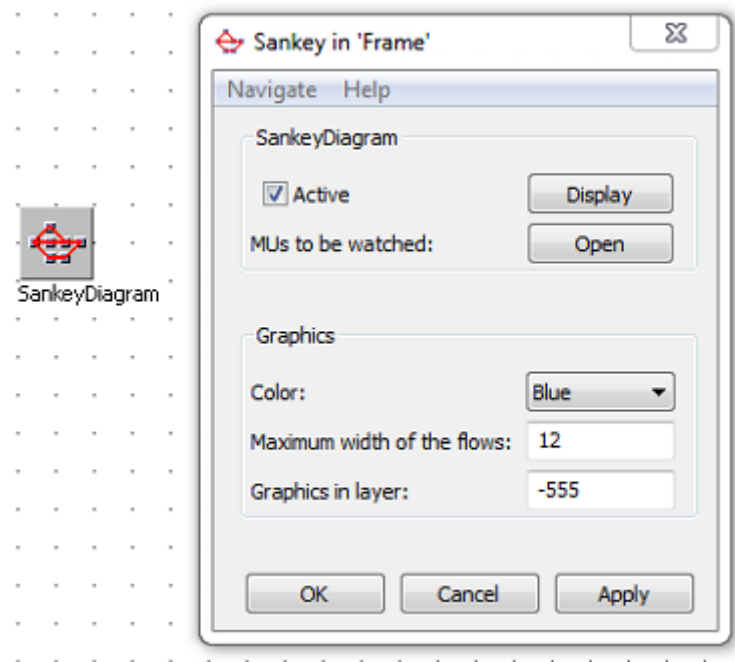 Sankey in 'Frame'
Navigate Help
SankeyDiagram
Active Display
MUs to be watched: Open
SankeyDiagram
Graphics
Color: Blue
Maximum width of the flows: 12
Graphics in layer: -555
OK Cancel Apply